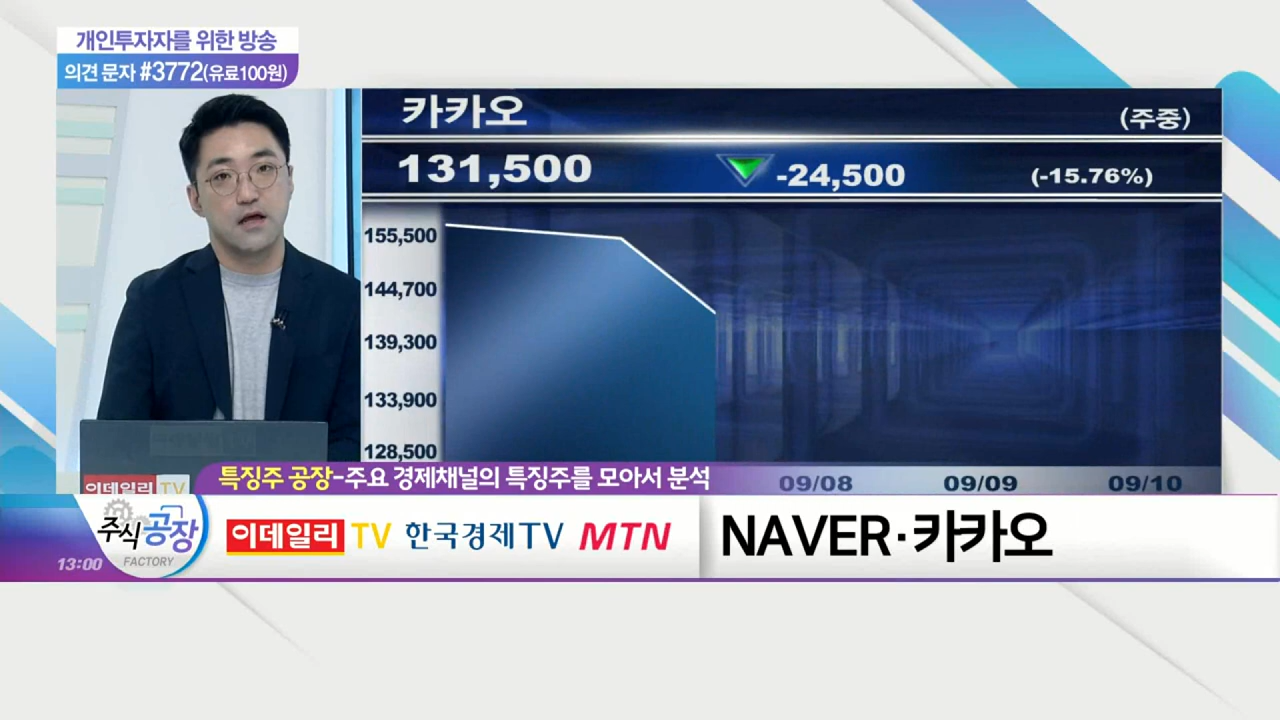 개인투자자를 위한 방송
의견 문자 #3772(유료100원)
카카오
(주중)
131,500
-24,500
(-15.76%)
155,500
144,700
139,300
133,900
128,500
09/08
09/09
09/10
이데일리 TV
특징주 공장-주요 경제채널의 특징주를 모아서 분석
주식공장
FACTORY
13:00
이데일리 TV 한국경제TV MTN
NAVER·카카오